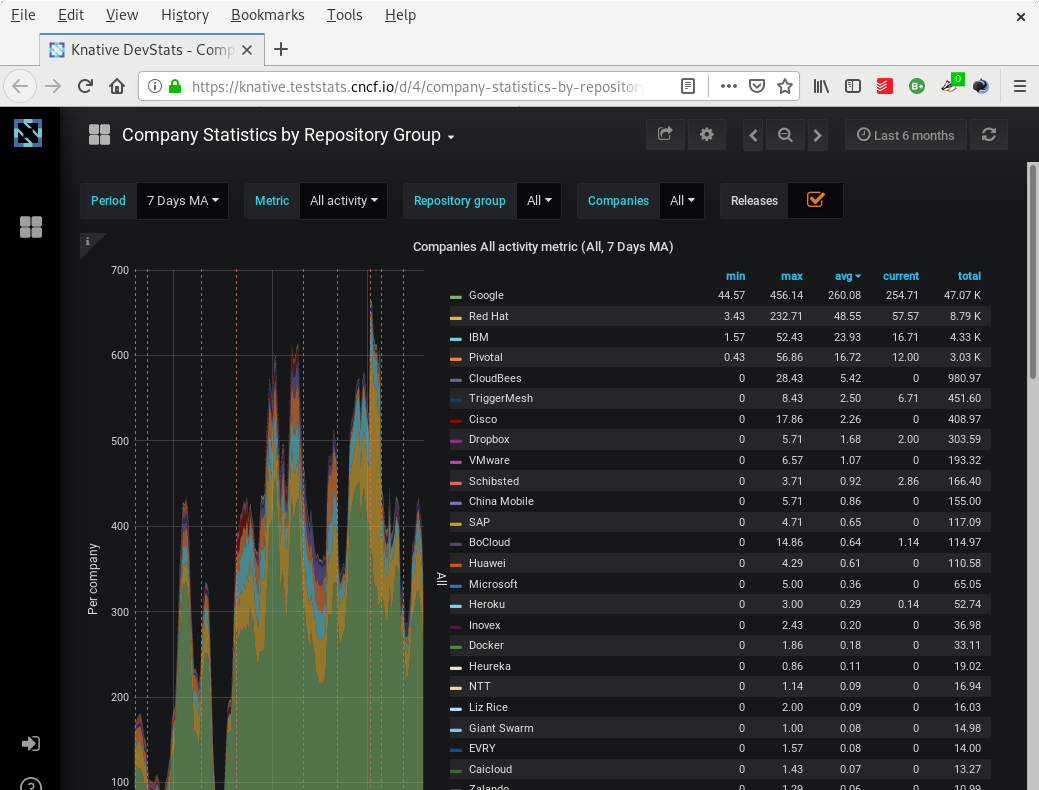 File Edit View History Bookmarks Tools Help
Knative DevStats - Comp
https://knative.teststats.cncf.io/d/4/company-statistics-by-repository
0
B+
Company Statistics by Repository Group
Last 6 months
Period 7 Days MA Metric All activity Repository group All Companies All Releases
i
Companies All activity metric (All, 7 Days MA)
Per company
700
600
500
400
300
200
100
All
min max avg current total
Google 44.57 456.14 260.08 254.71 47.07 K
Red Hat 3.43 232.71 48.55 57.57 8.79 K
IBM 1.57 52.43 23.93 16.71 4.33 K
Pivotal 0.43 56.86 16.72 12.00 3.03 K
CloudBees 0 28.43 5.42 0 980.97
TriggerMesh 0 8.43 2.50 6.71 451.60
Cisco 0 17.86 2.26 0 408.97
Dropbox 0 5.71 1.68 2.00 303.59
VMware 0 6.57 1.07 0 193.32
Schibsted 0 3.71 0.92 2.86 166.40
China Mobile 0 5.71 0.86 0 155.00
SAP 0 4.71 0.65 0 117.09
BoCloud 0 14.86 0.64 1.14 114.97
Huawei 0 4.29 0.61 0 110.58
Microsoft 0 5.00 0.36 0 65.05
Heroku 0 3.00 0.29 0.14 52.74
Inovex 0 2.43 0.20 0 36.98
Docker 0 1.86 0.18 0 33.11
Heureka 0 0.86 0.11 0 19.02
NTT 0 1.14 0.09 0 16.94
Liz Rice 0 2.00 0.09 0 16.03
Giant Swarm 0 1.00 0.08 0 14.98
EVRY 0 1.57 0.08 0 14.00
Caicloud 0 1.43 0.07 0 13.27
Zalando 0 1.29 0.06 0 10.99